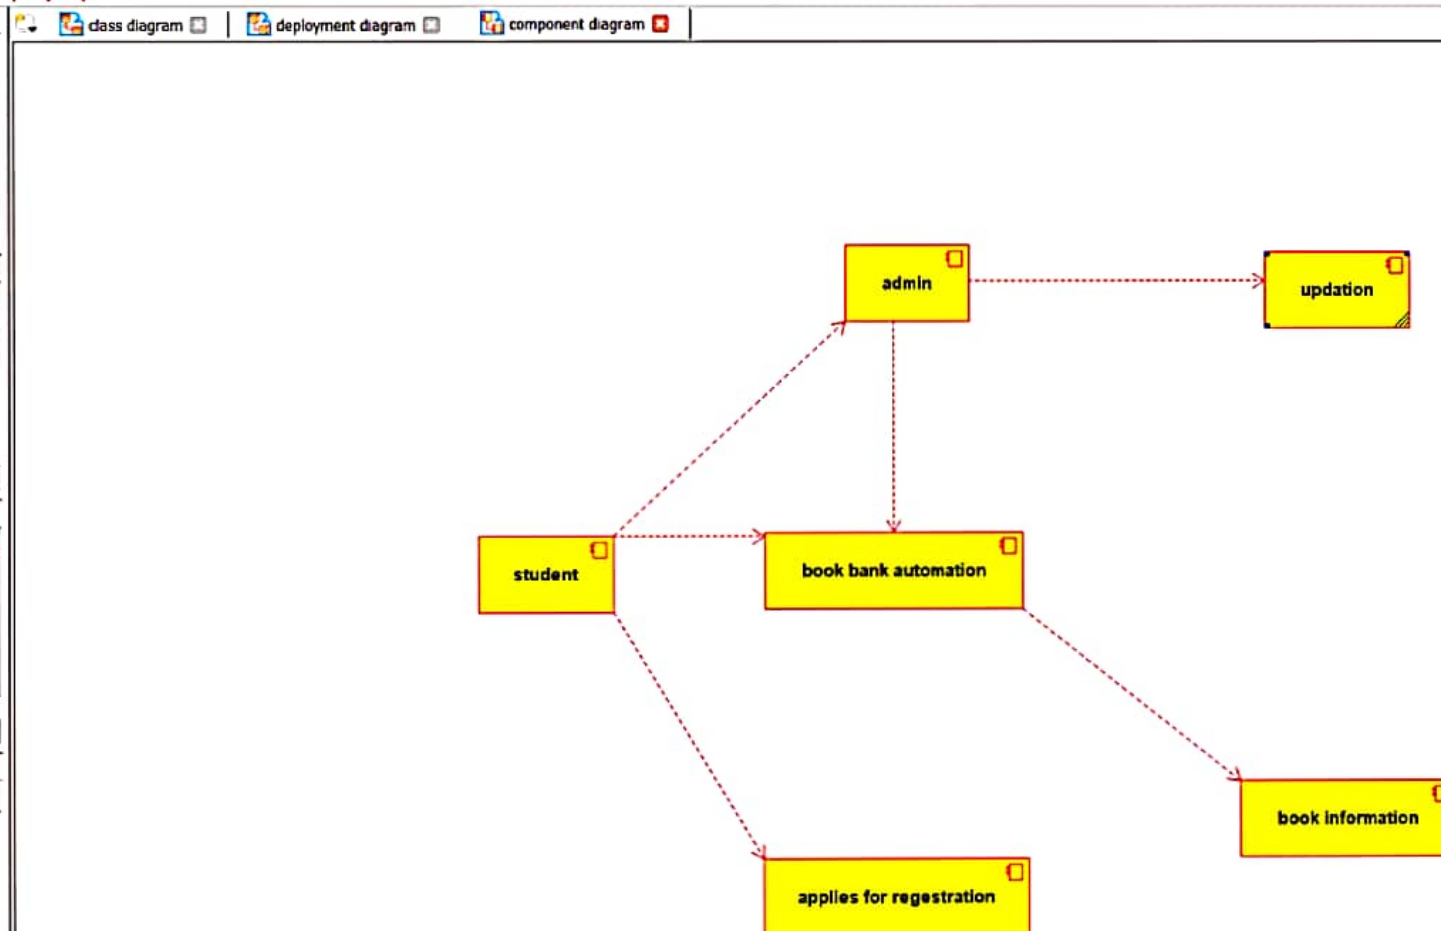 class diagram
deployment diagram
component diagram
admin
updation
student
book bank automation
book information
applies for regestration